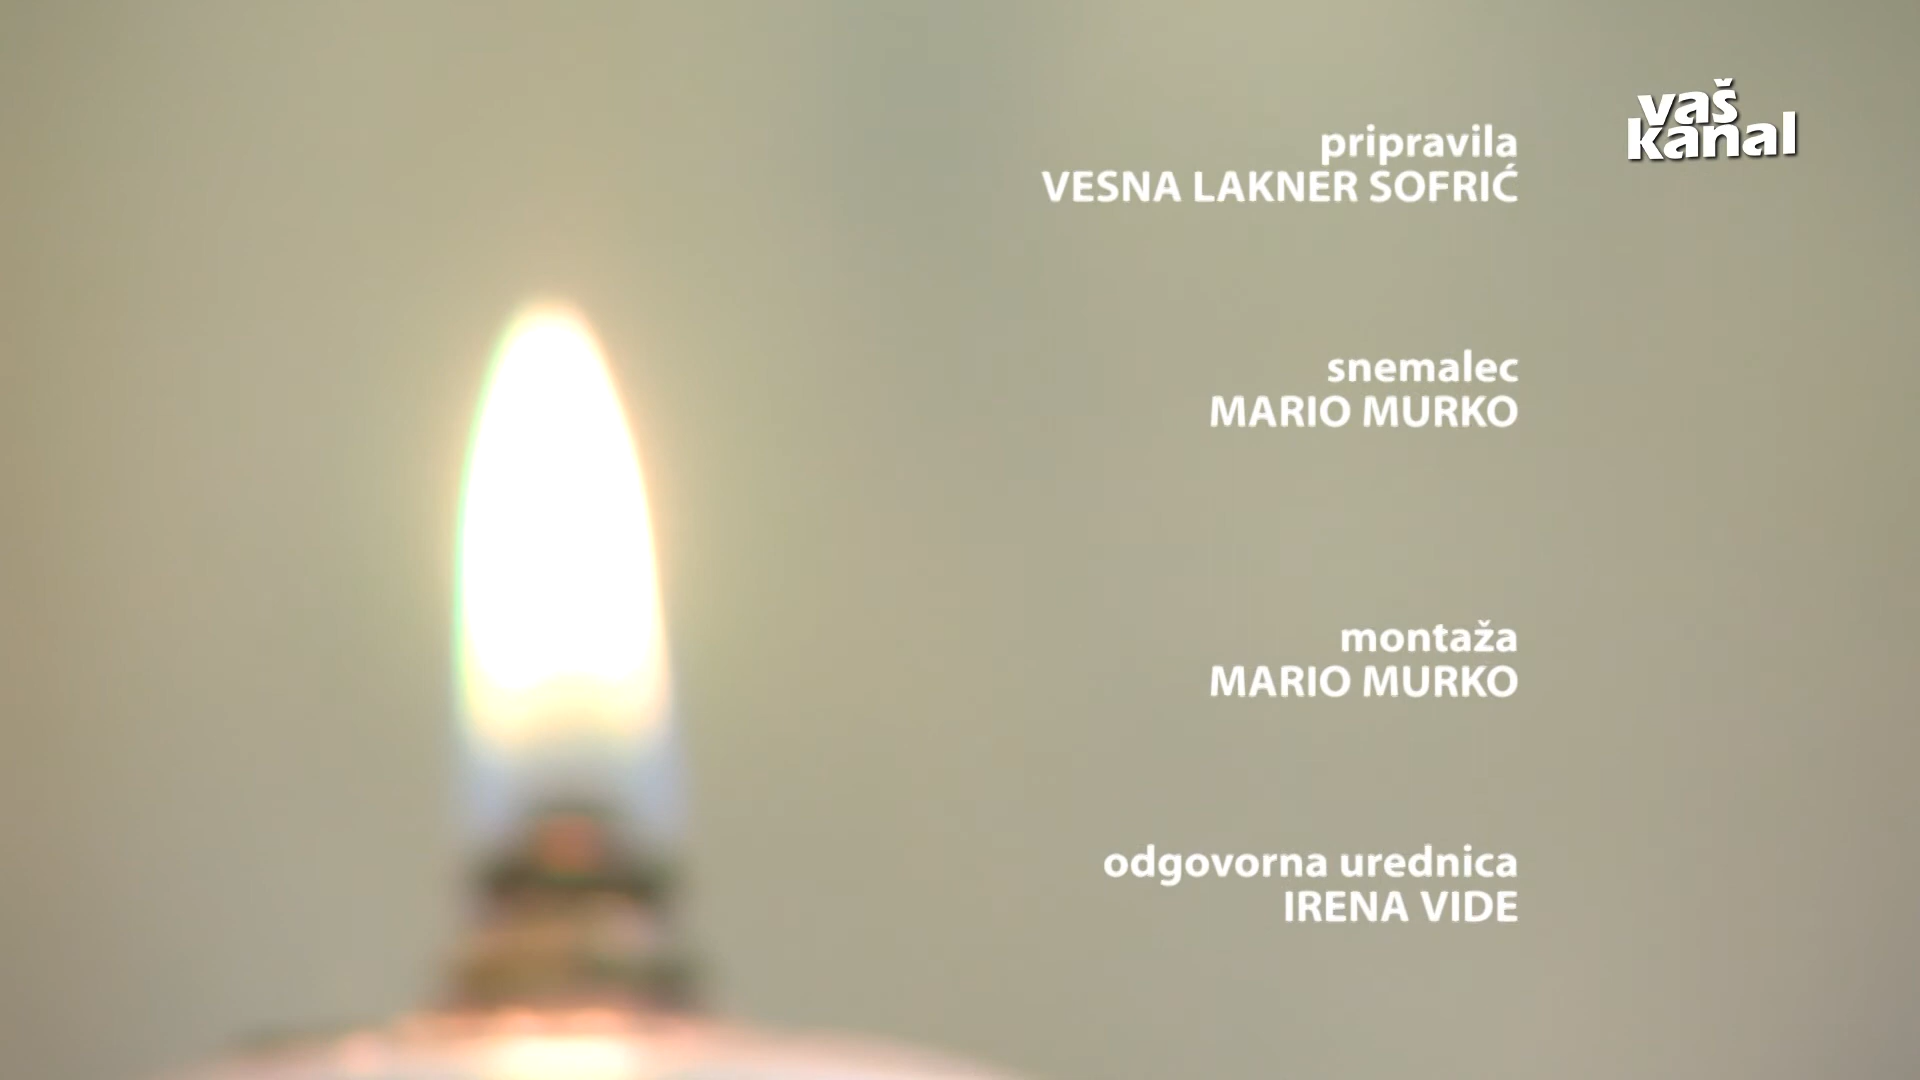 vaš
kanal
pripravila
VESNA LAKNER SOFRIĆ
snemalec
MARIO MURKO
montaža
MARIO MURKO
odgovorna urednica
IRENA VIDE